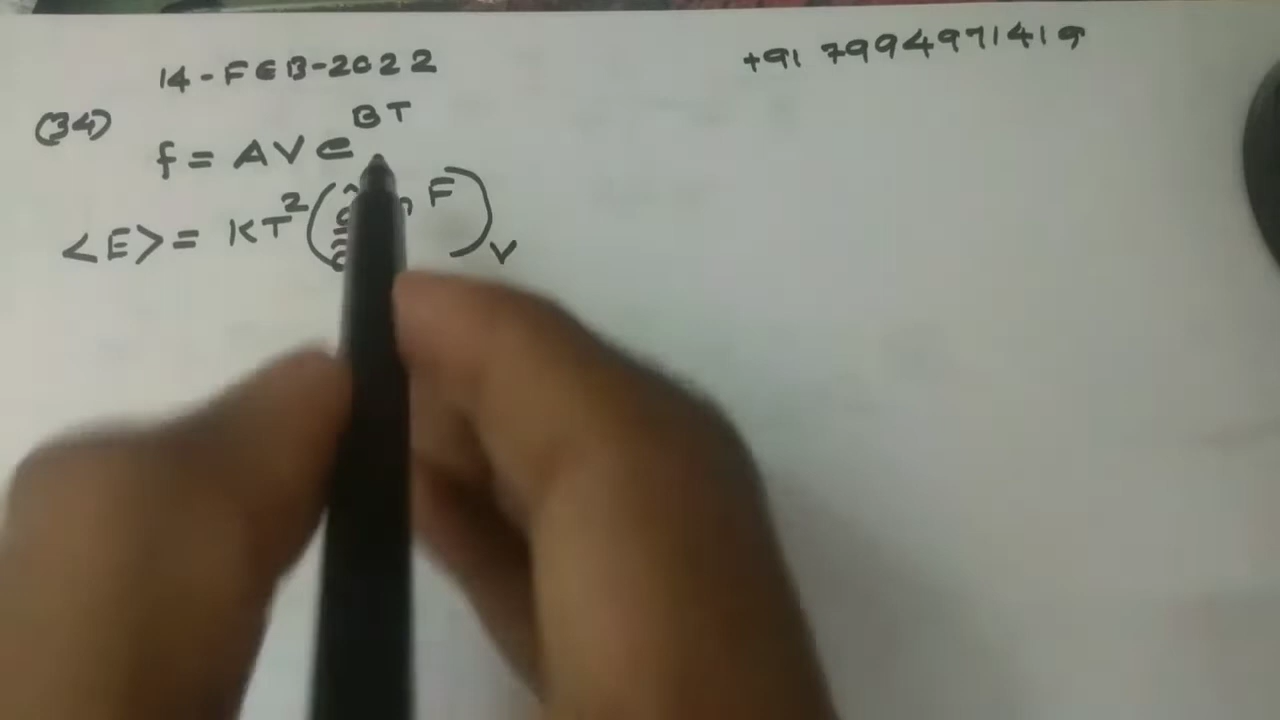 14-FEB-2022
+91 7994971419
(34)
f = AVe^BT
<E> = KT²( F)V